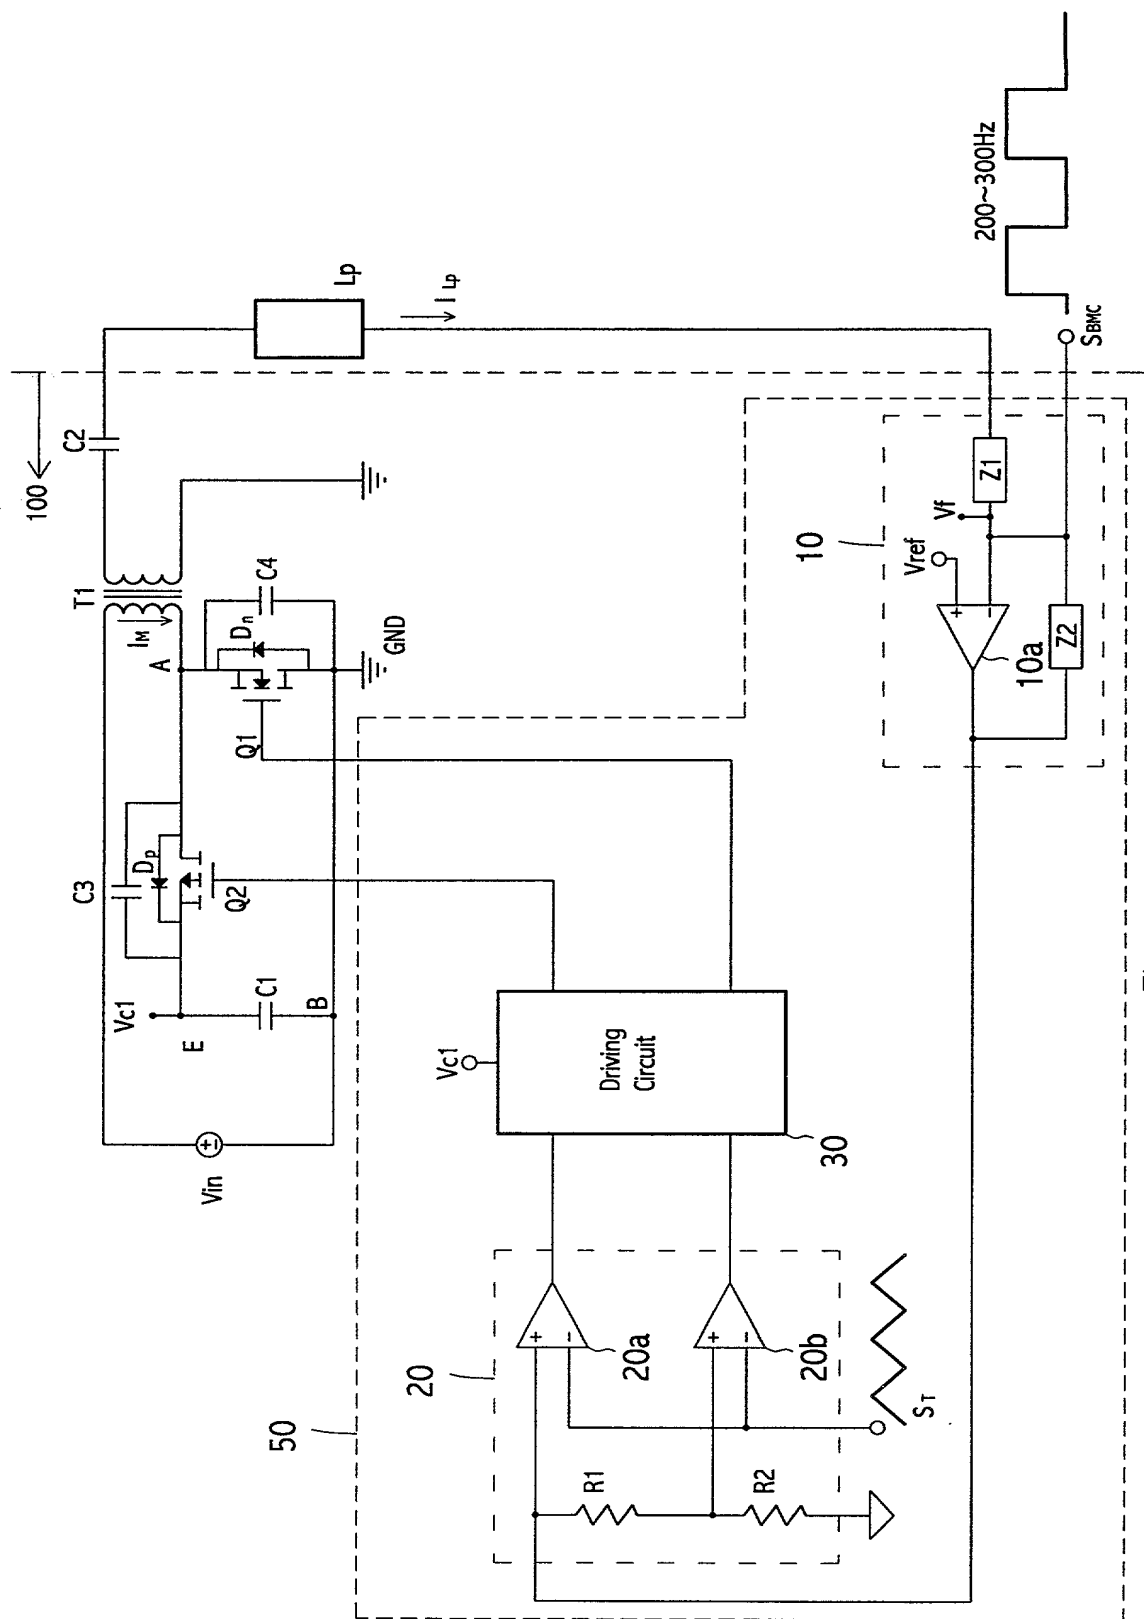 100
T1
C2
IM
A
C3
Dp
Q2
Q1
Dn
C4
GND
Vc1
E
C1
B
Vin
Lp
ILp
200~300Hz
SBMC
50
20
R1
R2
+
-
20a
+
-
20b
ST
Vc1
Driving
Circuit
30
10
Vref
Vf
Z1
+
-
10a
Z2